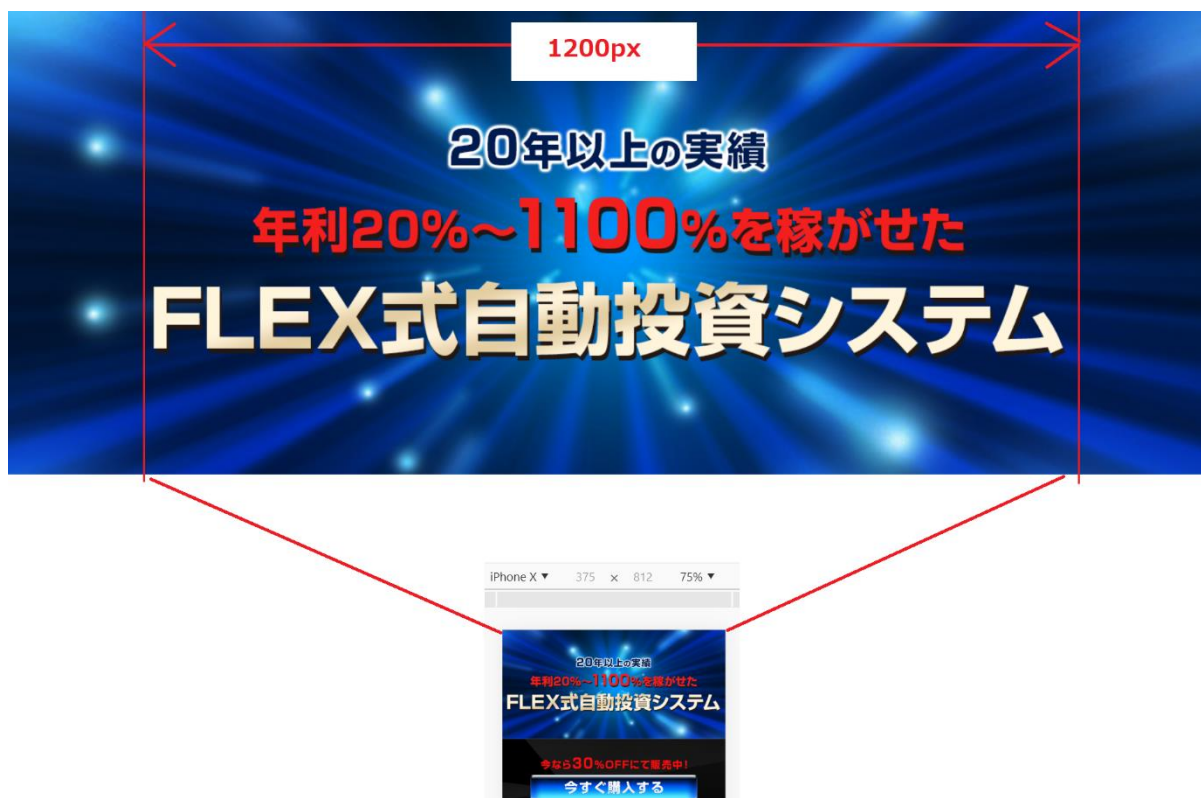 1200px
20年以上の実績
年利20%～1100%を稼がせた
FLEX式自動投資システム
iPhone X ▼ 375 × 812 75% ▼
20年以上の実績
年利20%～1100%を稼がせた
FLEX式自動投資システム
今なら30%OFFにて販売中!
今すぐ購入する